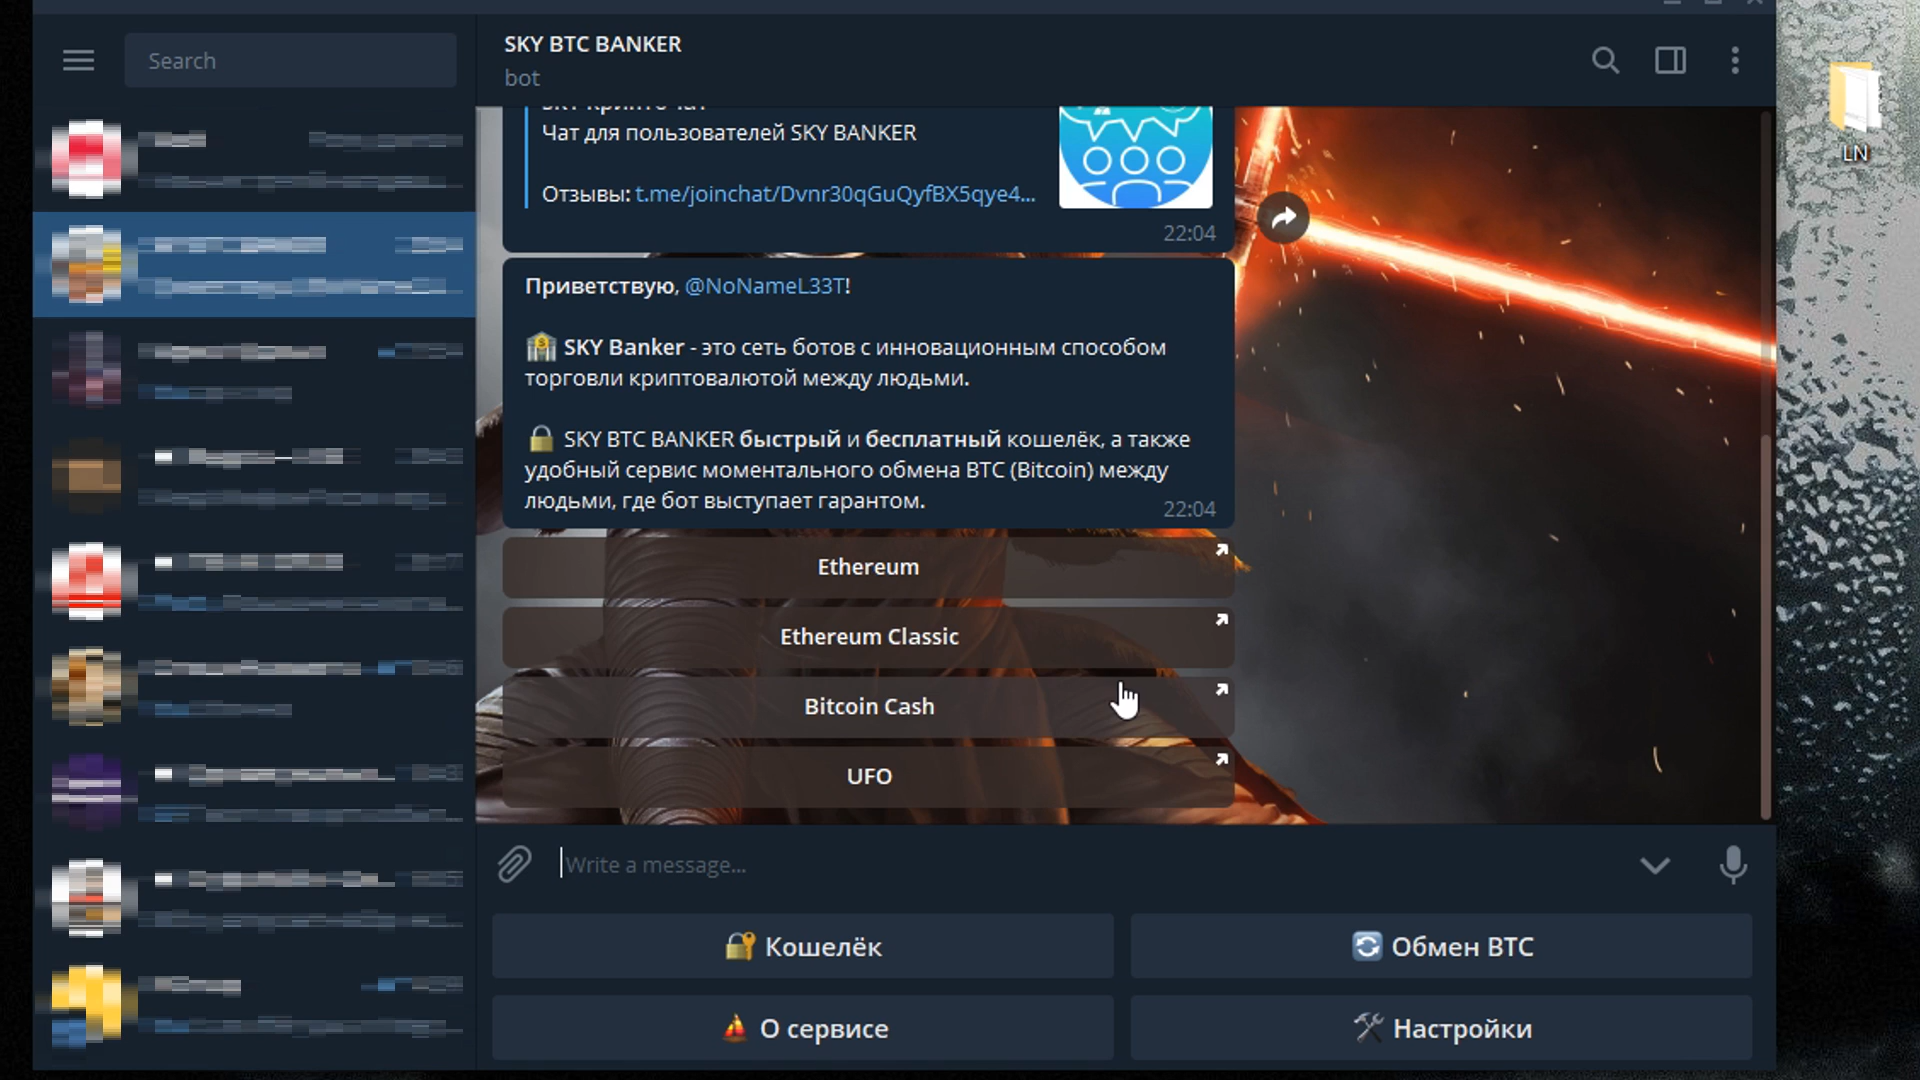 Search
SKY BTC BANKER
bot
SKY Крипто Чат
Чат для пользователей SKY BANKER
Отзывы: t.me/joinchat/Dvnr30qGuQyfBX5qye4...
22:04
Приветствую, @NoNameL33T!
SKY Banker - это сеть ботов с инновационным способом
торговли криптовалютой между людьми.
SKY BTC BANKER быстрый и бесплатный кошелёк, а также
удобный сервис моментального обмена BTC (Bitcoin) между
людьми, где бот выступает гарантом.
22:04
Ethereum
Ethereum Classic
Bitcoin Cash
UFO
Write a message...
Кошелёк
Обмен BTC
О сервисе
Настройки
LN